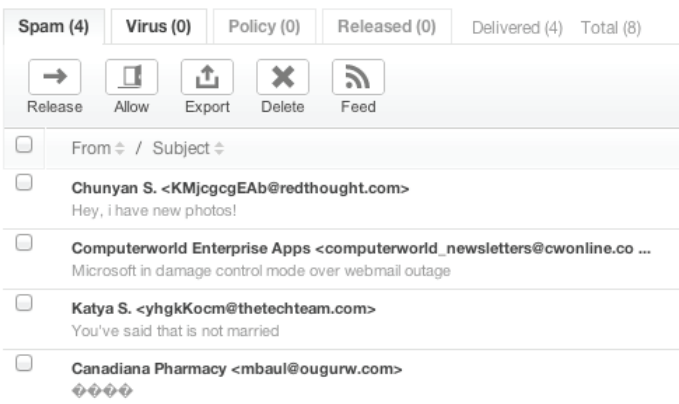 Spam (4) Virus (0) Policy (0) Released (0) Delivered (4) Total (8)
Release Allow Export Delete Feed
From / Subject
Chunyan S. <KMjcgcgEAb@redthought.com>
Hey, i have new photos!
Computerworld Enterprise Apps <computerworld_newsletters@cwonline.co ...
Microsoft in damage control mode over webmail outage
Katya S. <yhgkKocm@thetechteam.com>
You've said that is not married
Canadiana Pharmacy <mbaul@ougurw.com>
����